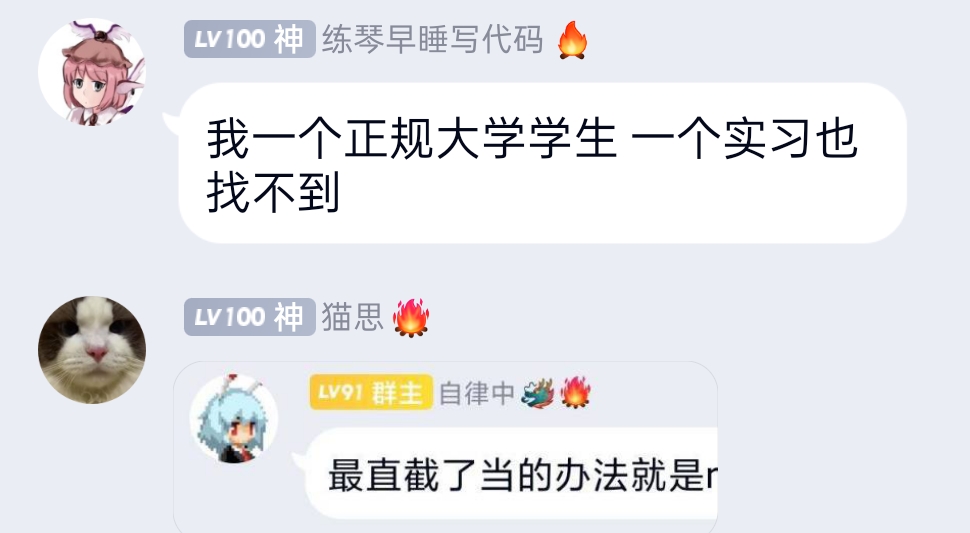 LV100 神 练琴早睡写代码
我一个正规大学学生 一个实习也
找不到
LV100 神 猫思
LV91 群主 自律中
最直截了当的办法就是